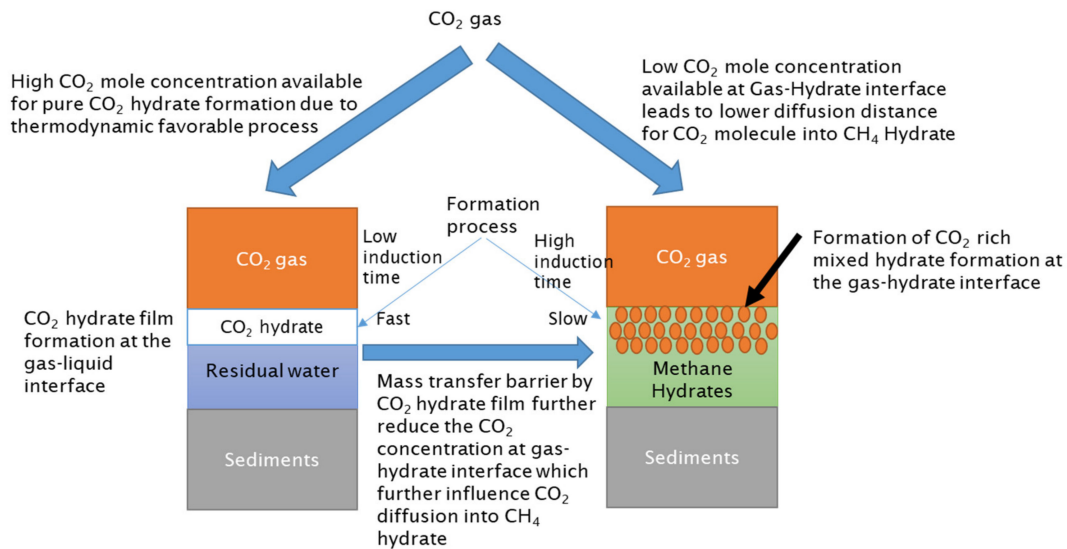 CO₂ gas
High CO₂ mole concentration available
for pure CO₂ hydrate formation due to
thermodynamic favorable process
Low CO₂ mole concentration
available at Gas-Hydrate interface
leads to lower diffusion distance
for CO₂ molecule into CH₄ Hydrate
Formation
process
CO₂ gas
Low
induction
time
High
induction
time
CO₂ gas
Formation of CO₂ rich
mixed hydrate formation at
the gas-hydrate interface
CO₂ hydrate film
formation at the
gas-liquid
interface
CO₂ hydrate
Fast
Slow
Residual water
Methane
Hydrates
Mass transfer barrier by
CO₂ hydrate film further
reduce the CO₂
concentration at gas-
hydrate interface which
further influence CO₂
diffusion into CH₄
hydrate
Sediments
Sediments